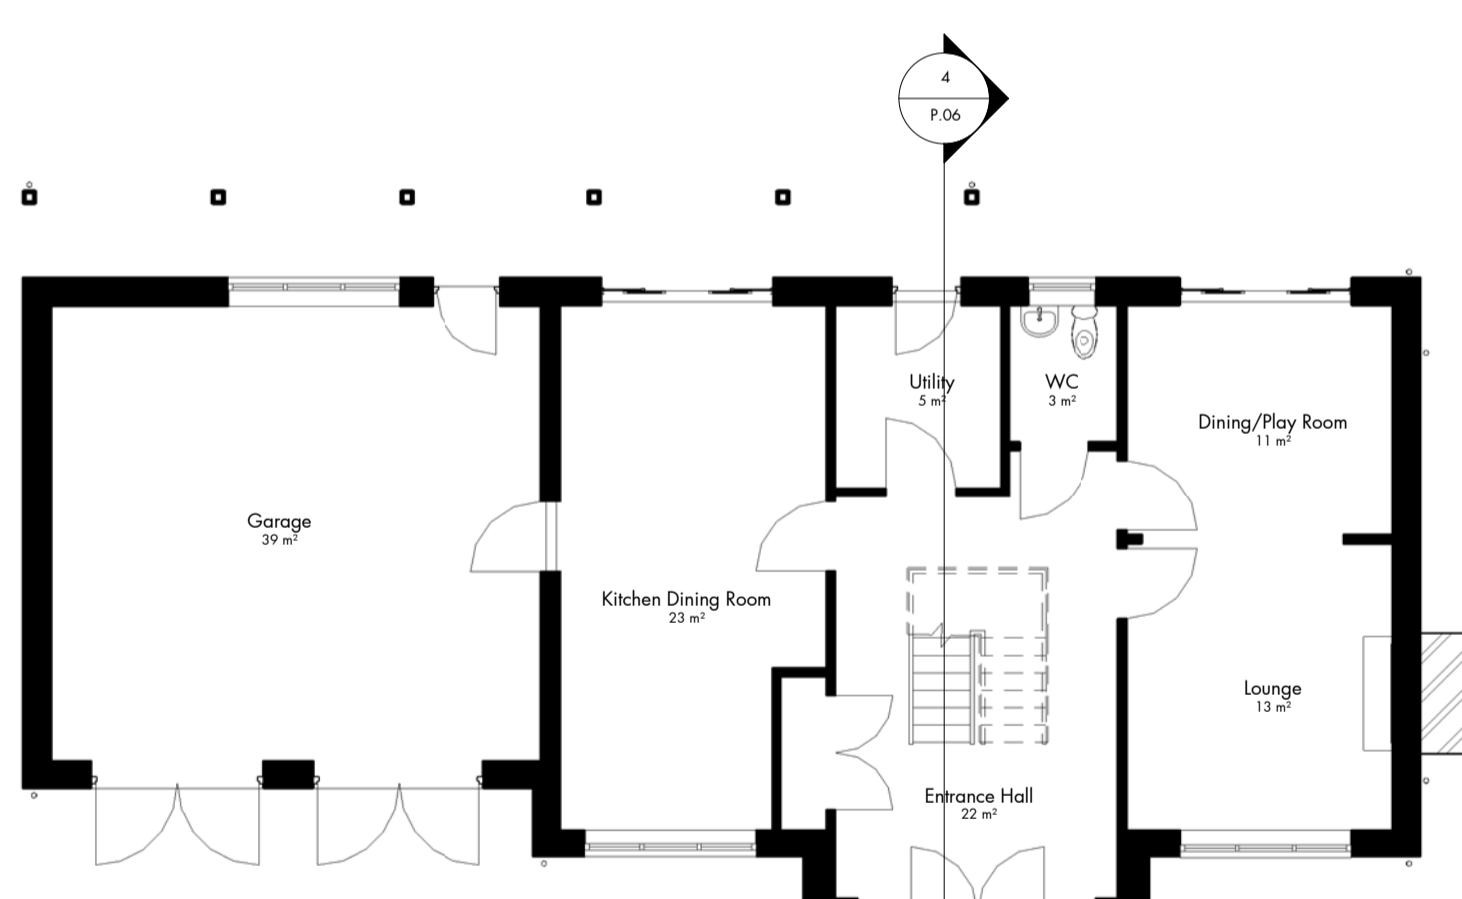 4
P.06
Utility
5 m²
WC
3 m²
Dining/Play Room
11 m²
Garage
39 m²
Kitchen Dining Room
23 m²
Lounge
13 m²
Entrance Hall
22 m²